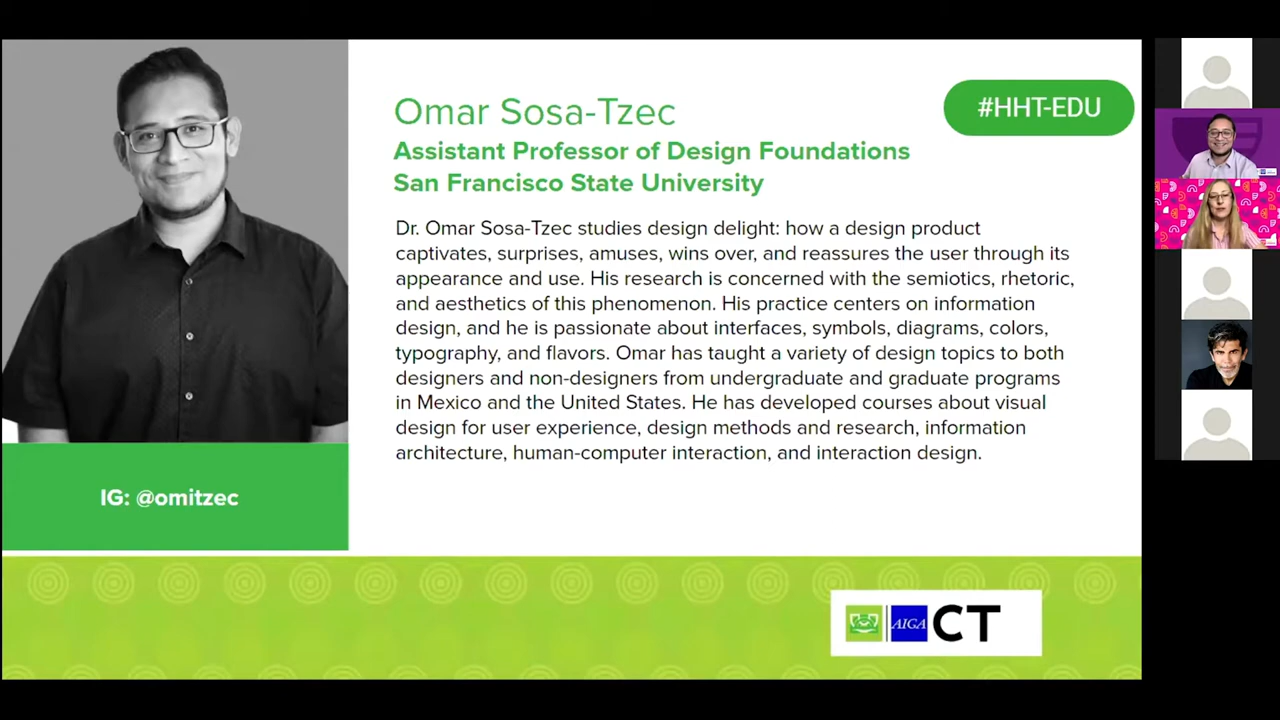 Omar Sosa-Tzec
#HHT-EDU
Assistant Professor of Design Foundations
San Francisco State University
Dr. Omar Sosa-Tzec studies design delight: how a design product
captivates, surprises, amuses, wins over, and reassures the user through its
appearance and use. His research is concerned with the semiotics, rhetoric,
and aesthetics of this phenomenon. His practice centers on information
design, and he is passionate about interfaces, symbols, diagrams, colors,
typography, and flavors. Omar has taught a variety of design topics to both
designers and non-designers from undergraduate and graduate programs
in Mexico and the United States. He has developed courses about visual
design for user experience, design methods and research, information
architecture, human-computer interaction, and interaction design.
IG: @omitzec
AIGA CT